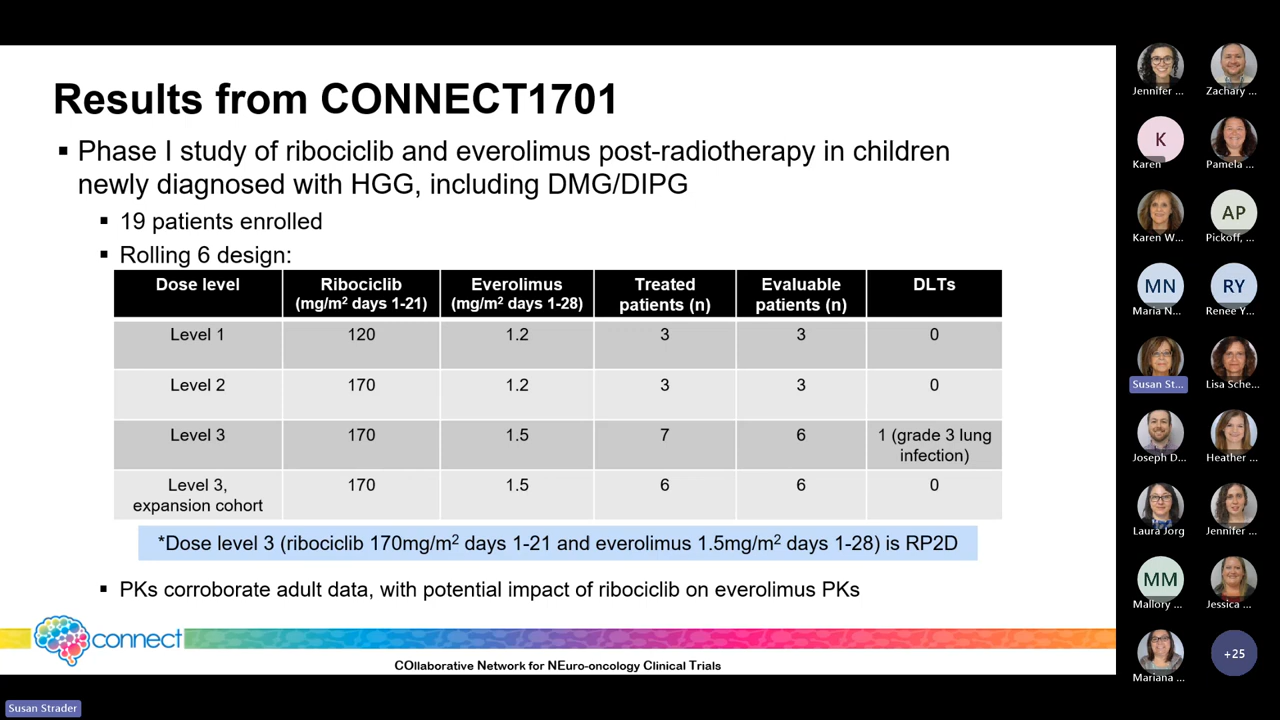 Results from CONNECT1701
▪ Phase I study of ribociclib and everolimus post-radiotherapy in children
newly diagnosed with HGG, including DMG/DIPG
▪ 19 patients enrolled
▪ Rolling 6 design:
Dose level | Ribociclib (mg/m² days 1-21) | Everolimus (mg/m² days 1-28) | Treated patients (n) | Evaluable patients (n) | DLTs
Level 1 | 120 | 1.2 | 3 | 3 | 0
Level 2 | 170 | 1.2 | 3 | 3 | 0
Level 3 | 170 | 1.5 | 7 | 6 | 1 (grade 3 lung infection)
Level 3, expansion cohort | 170 | 1.5 | 6 | 6 | 0
*Dose level 3 (ribociclib 170mg/m² days 1-21 and everolimus 1.5mg/m² days 1-28) is RP2D
▪ PKs corroborate adult data, with potential impact of ribociclib on everolimus PKs
connect
COllaborative Network for NEuro-oncology Clinical Trials
Susan Strader
Jennifer ...
Zachary ...
K
Karen
Pamela ...
Karen W...
AP
Pickoff, ...
MN
Maria N...
RY
Renee Y...
Susan St...
Lisa Sche...
Joseph D...
Heather ...
Laura Jorg
Jennifer ...
MM
Mallory ...
Jessica ...
Mariana ...
+25